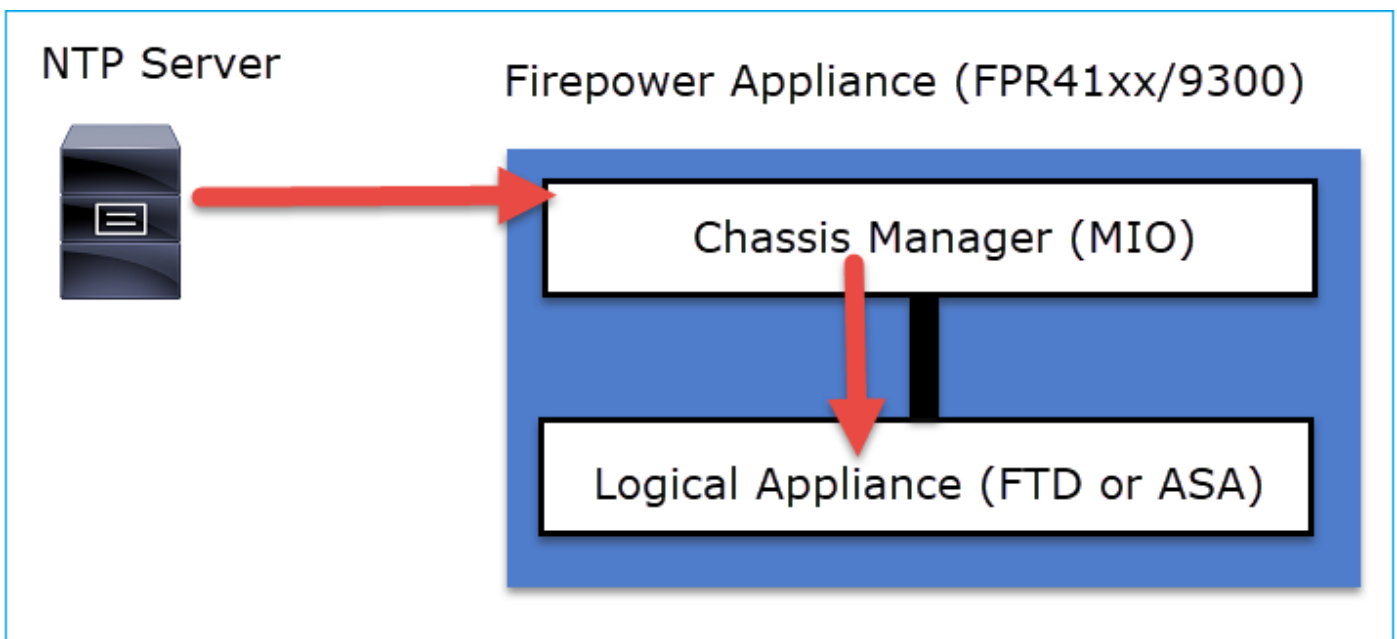 NTP Server
Firepower Appliance (FPR41xx/9300)
Chassis Manager (MIO)
Logical Appliance (FTD or ASA)